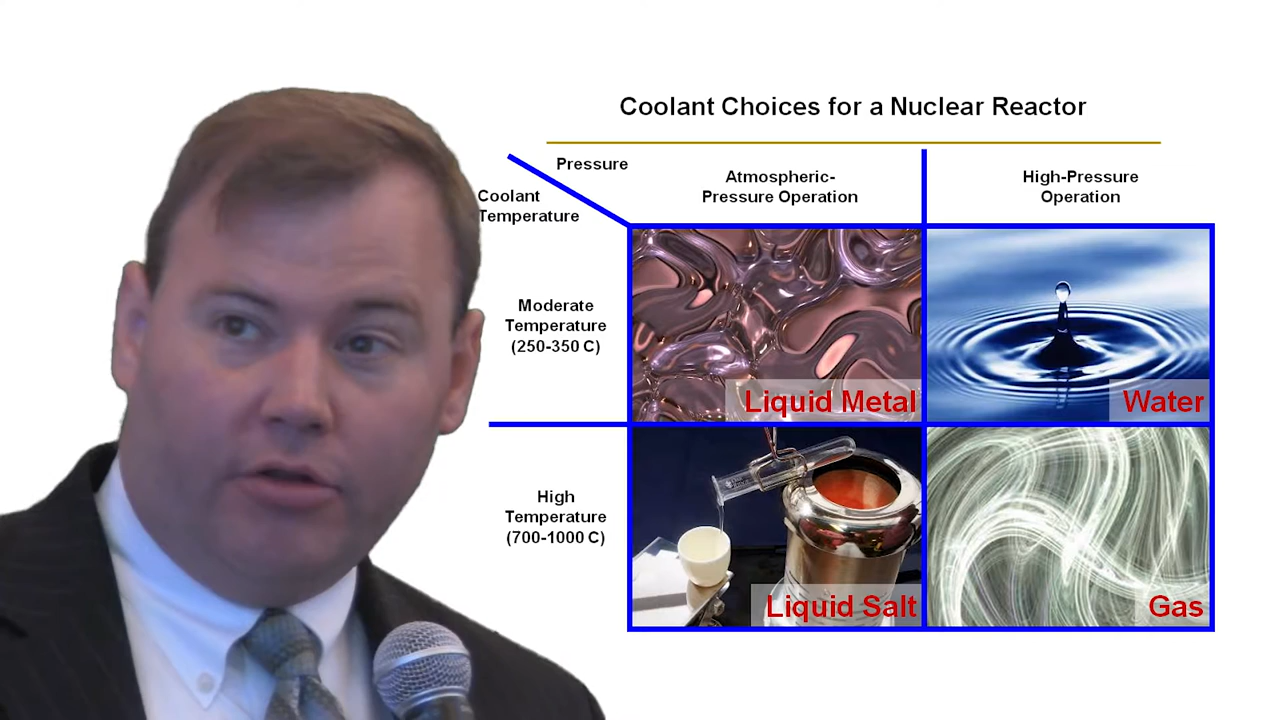 Coolant Choices for a Nuclear Reactor
Pressure
Coolant
Temperature
Atmospheric-
Pressure Operation
High-Pressure
Operation
Moderate
Temperature
(250-350 C)
Liquid Metal
Water
High
Temperature
(700-1000 C)
Liquid Salt
Gas